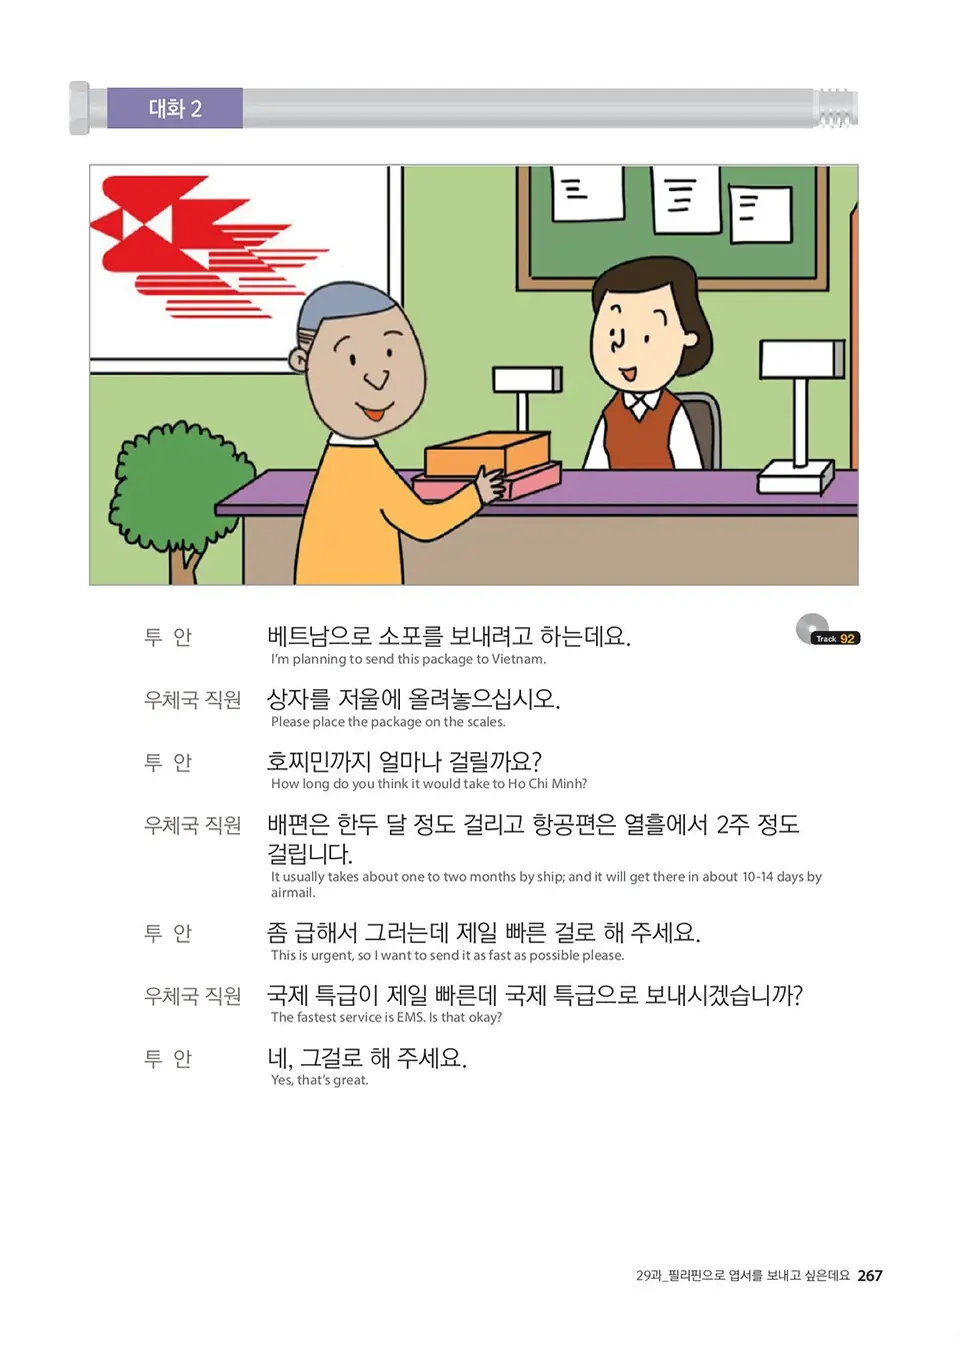 대화 2
투 안 베트남으로 소포를 보내려고 하는데요.
I'm planning to send this package to Vietnam.
Track 92
우체국 직원 상자를 저울에 올려놓으십시오.
Please place the package on the scales.
투 안 호찌민까지 얼마나 걸릴까요?
How long do you think it would take to Ho Chi Minh?
우체국 직원 배편은 한두 달 정도 걸리고 항공편은 열흘에서 2주 정도
걸립니다.
It usually takes about one to two months by ship; and it will get there in about 10-14 days by
airmail.
투 안 좀 급해서 그러는데 제일 빠른 걸로 해 주세요.
This is urgent, so I want to send it as fast as possible please.
우체국 직원 국제 특급이 제일 빠른데 국제 특급으로 보내시겠습니까?
The fastest service is EMS. Is that okay?
투 안 네, 그걸로 해 주세요.
Yes, that's great.
29과_필리핀으로 엽서를 보내고 싶은데요 267